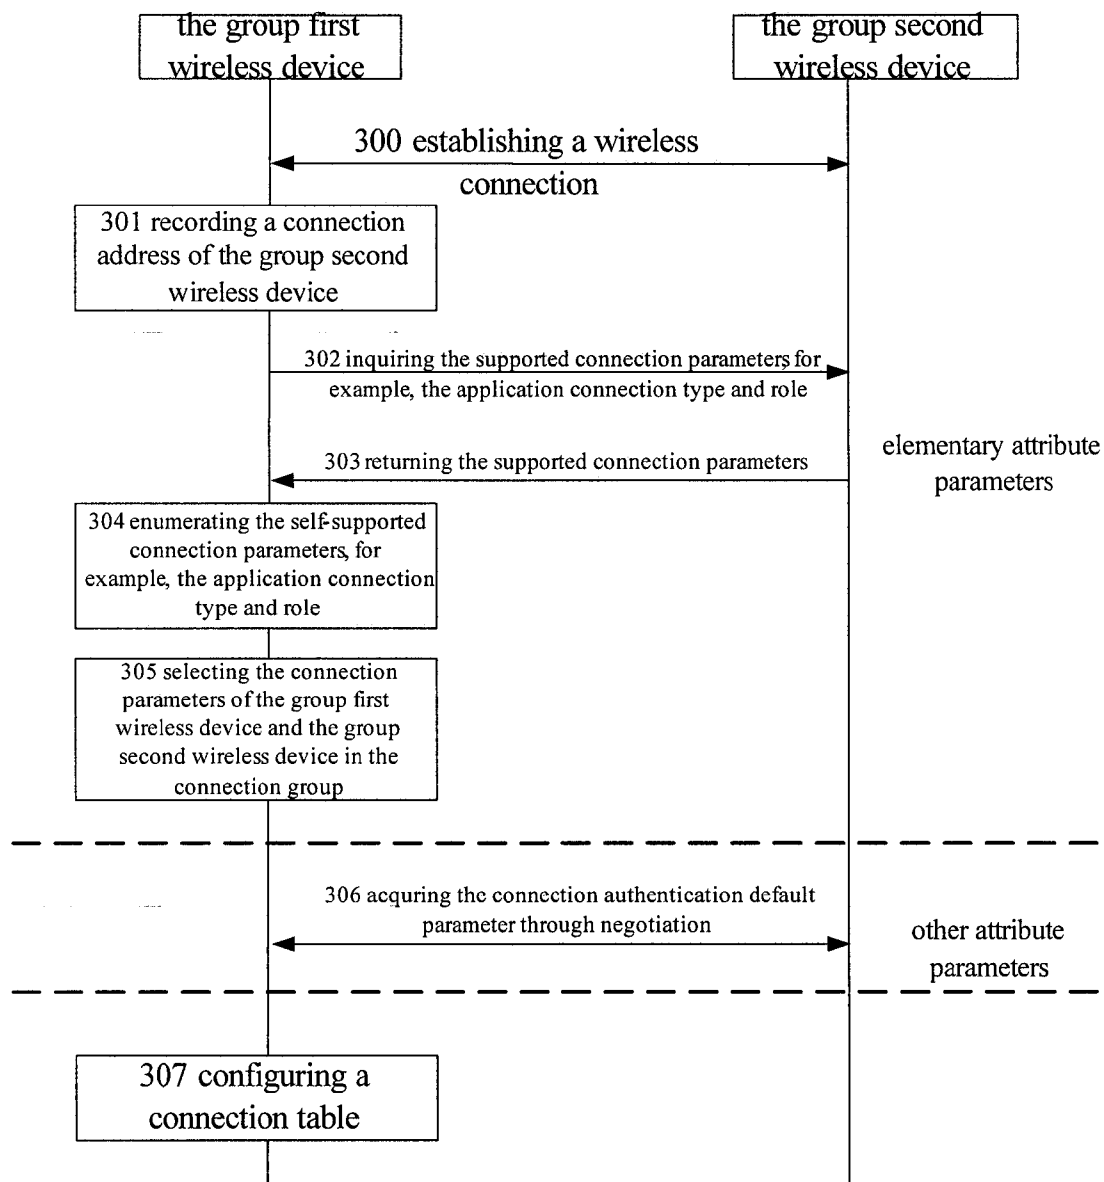 the group first
wireless device
the group second
wireless device
300 establishing a wireless
connection
301 recording a connection
address of the group second
wireless device
302 inquiring the supported connection parameters, for
example, the application connection type and role
303 returning the supported connection parameters
elementary attribute
parameters
304 enumerating the self-supported
connection parameters, for
example, the application connection
type and role
305 selecting the connection
parameters of the group first
wireless device and the group
second wireless device in the
connection group
306 acquring the connection authentication default
parameter through negotiation
other attribute
parameters
307 configuring a
connection table